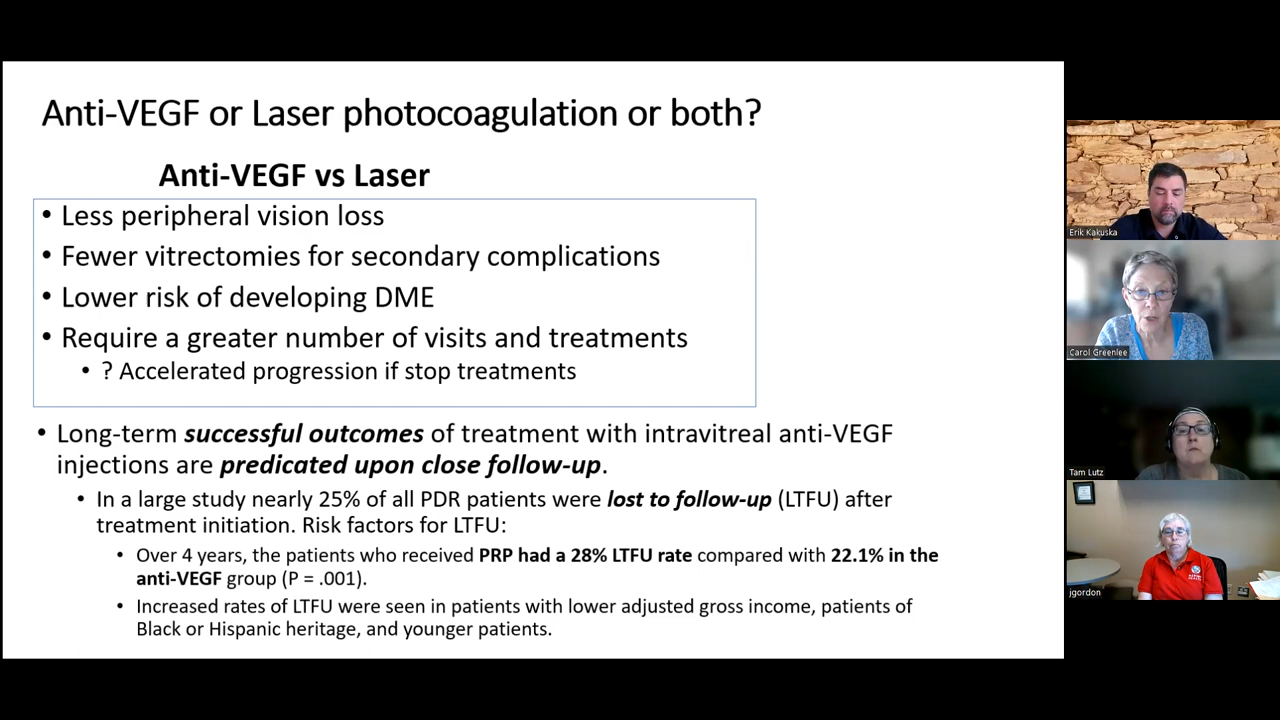 Anti-VEGF or Laser photocoagulation or both?
Anti-VEGF vs Laser
• Less peripheral vision loss
• Fewer vitrectomies for secondary complications
• Lower risk of developing DME
• Require a greater number of visits and treatments
• ? Accelerated progression if stop treatments
• Long-term successful outcomes of treatment with intravitreal anti-VEGF
injections are predicated upon close follow-up.
• In a large study nearly 25% of all PDR patients were lost to follow-up (LTFU) after
treatment initiation. Risk factors for LTFU:
• Over 4 years, the patients who received PRP had a 28% LTFU rate compared with 22.1% in the
anti-VEGF group (P = .001).
• Increased rates of LTFU were seen in patients with lower adjusted gross income, patients of
Black or Hispanic heritage, and younger patients.
Erik Kakuska
Carol Greenlee
Tam Lutz
jgordon